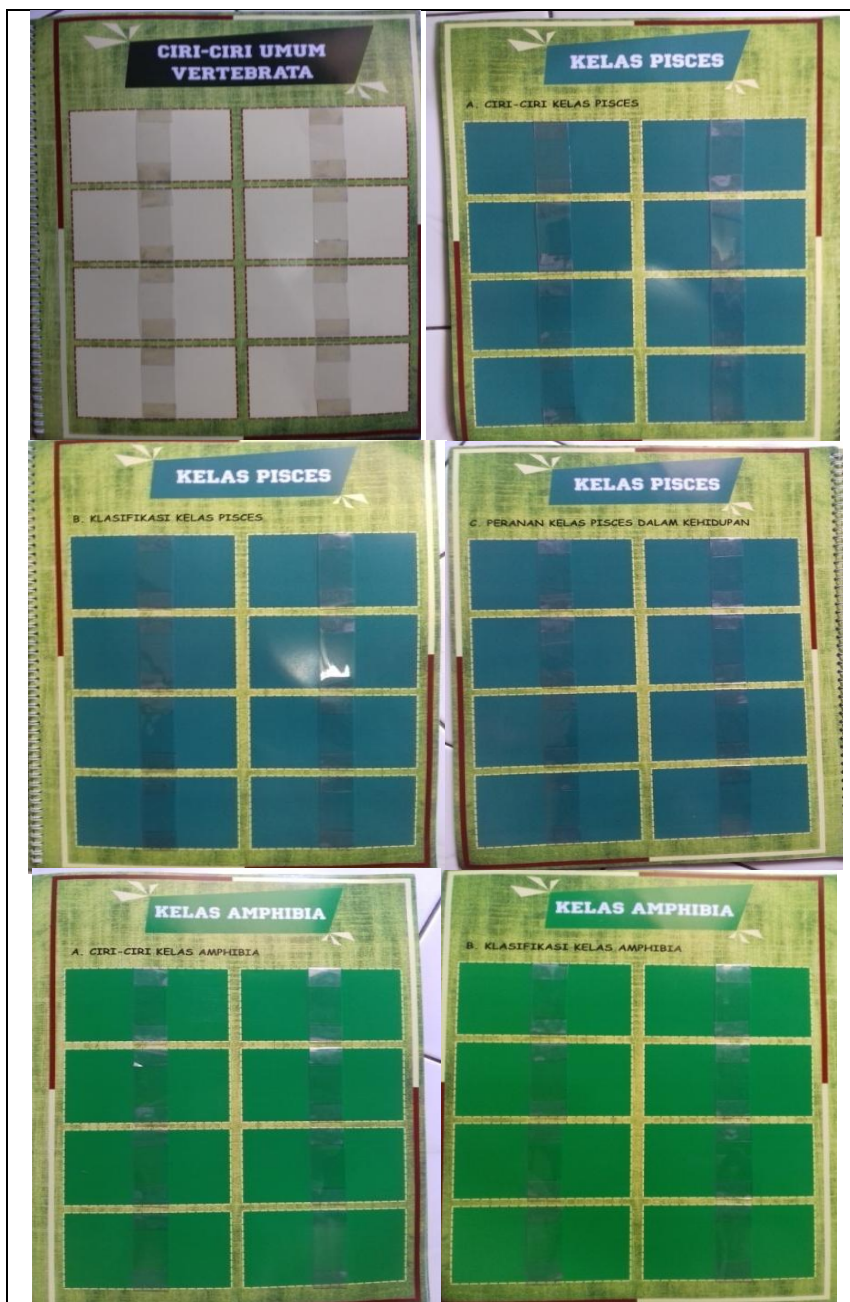 CIRI-CIRI UMUM
VERTEBRATA
KELAS PISCES
A. CIRI-CIRI KELAS PISCES
KELAS PISCES
B. KLASIFIKASI KELAS PISCES
KELAS PISCES
C. PERANAN KELAS PISCES DALAM KEHIDUPAN
KELAS AMPHIBIA
A. CIRI-CIRI KELAS AMPHIBIA
KELAS AMPHIBIA
B. KLASIFIKASI KELAS AMPHIBIA